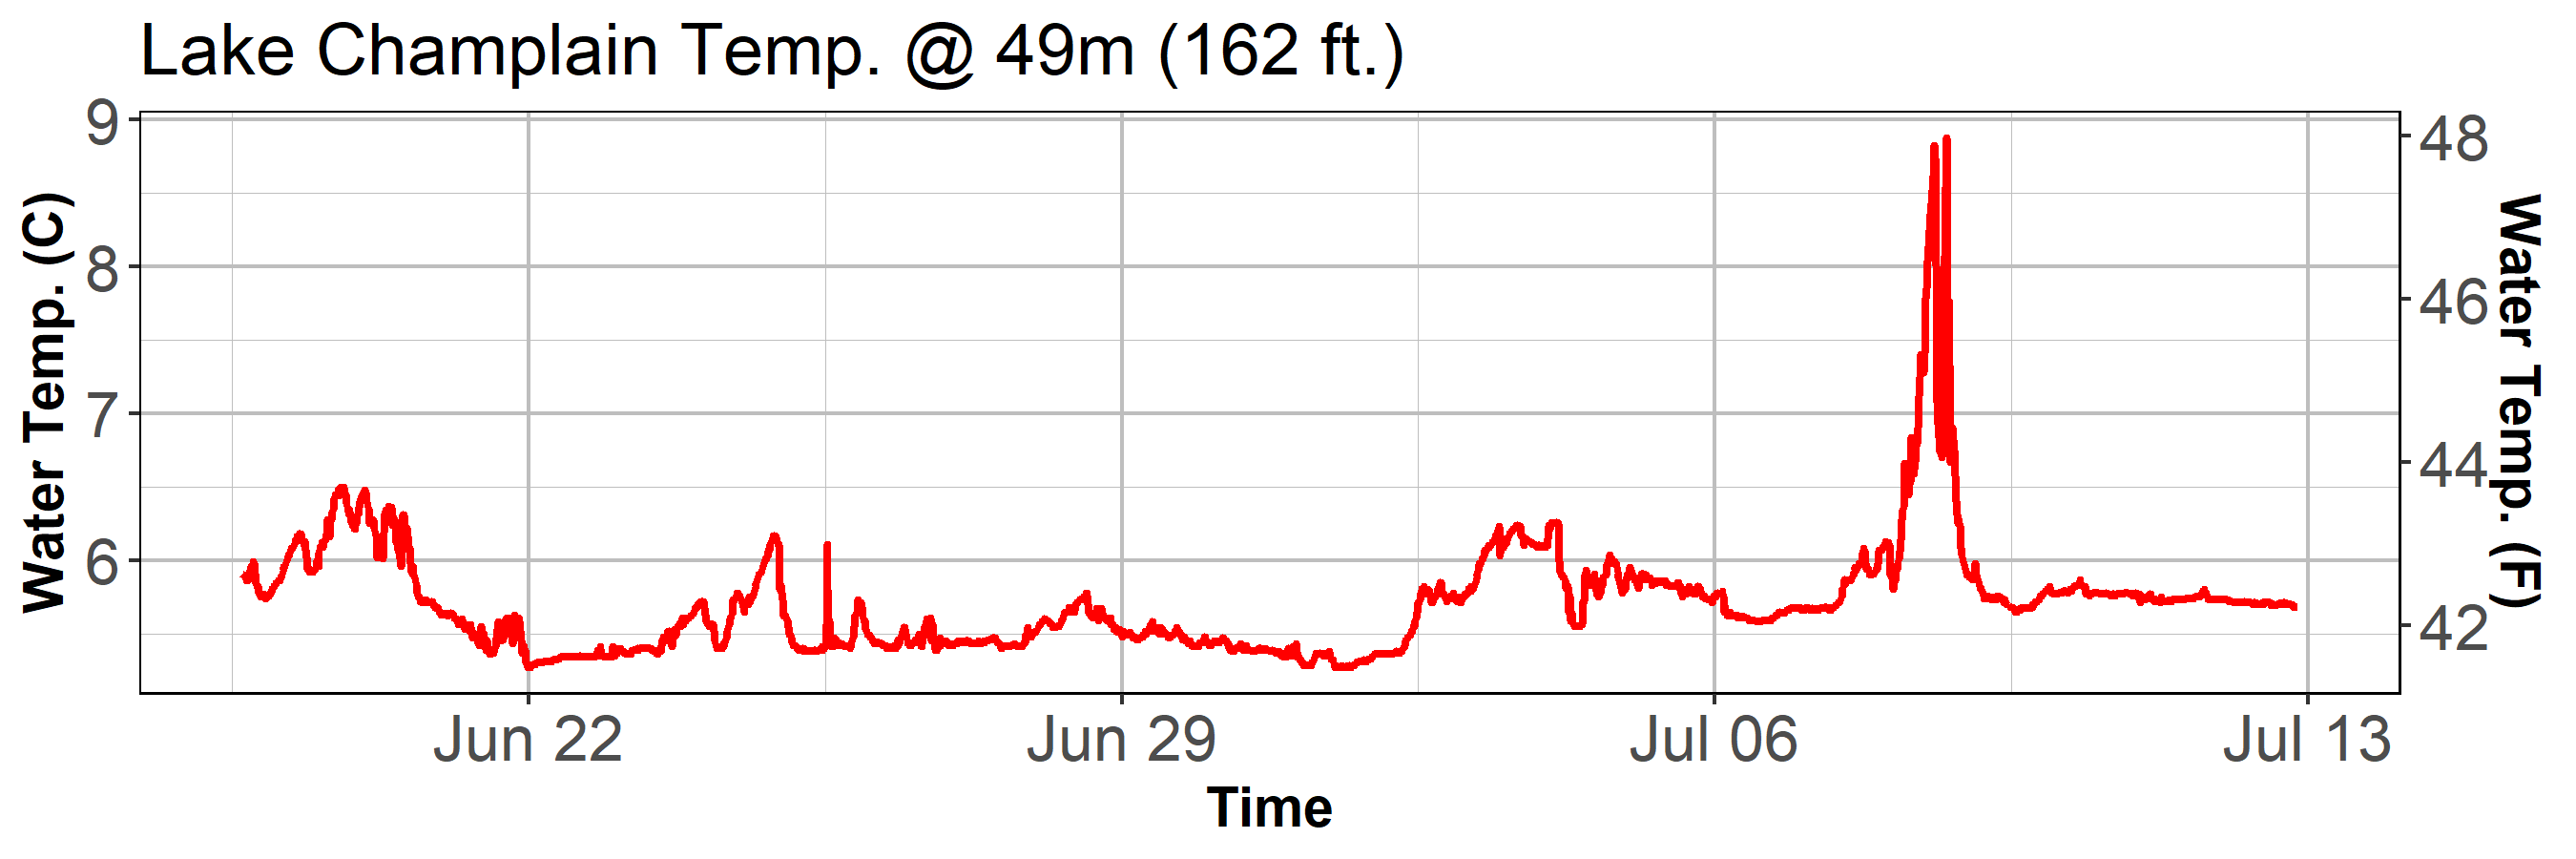 Lake Champlain Temp. @ 49m (162 ft.)
Water Temp. (C)
9
8
7
6
48
46
44
42
Water Temp. (F)
Jun 22
Jun 29
Jul 06
Jul 13
Time